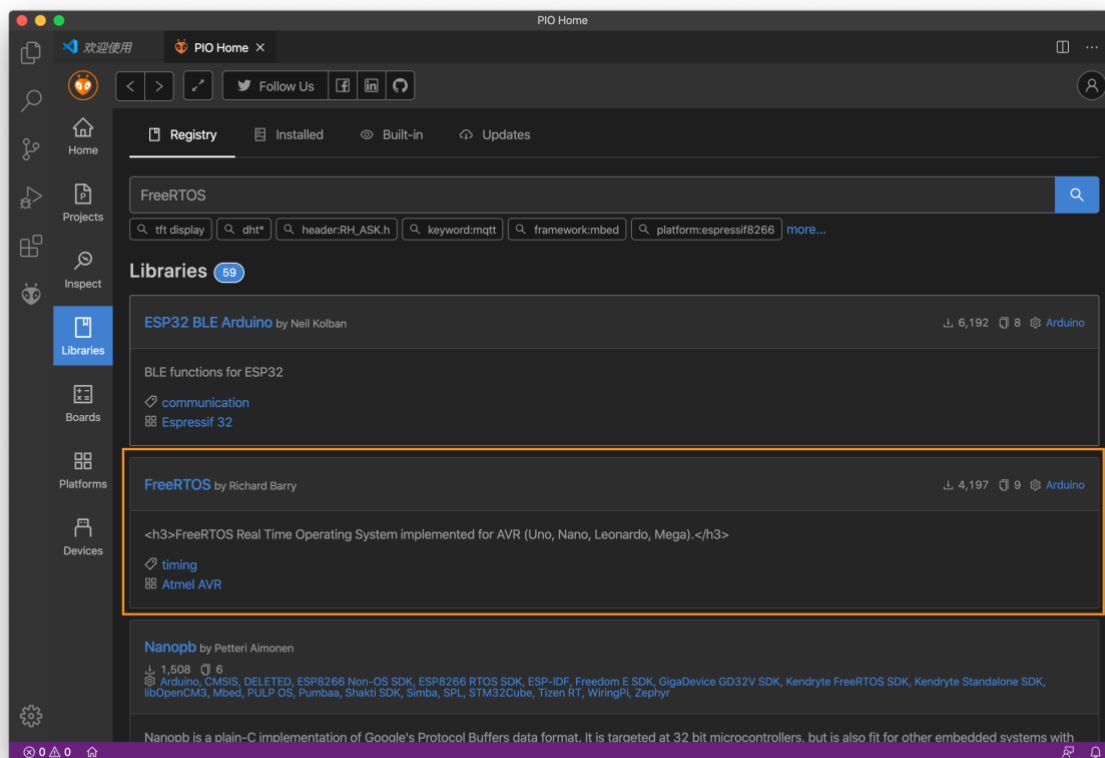 PIO Home
欢迎使用
PIO Home
Follow Us
Registry
Installed
Built-in
Updates
Home
Projects
Inspect
Libraries
Boards
Platforms
Devices
FreeRTOS
tft display
dht*
header:RH_ASK.h
keyword:mqtt
framework:mbed
platform:espressif8266
more...
Libraries 59
ESP32 BLE Arduino by Neil Kolban
6,192 8 Arduino
BLE functions for ESP32
communication
Espressif 32
FreeRTOS by Richard Barry
4,197 9 Arduino
<h3>FreeRTOS Real Time Operating System implemented for AVR (Uno, Nano, Leonardo, Mega).</h3>
timing
Atmel AVR
Nanopb by Petteri Aimonen
1,508 6
Arduino, CMSIS, DELETED, ESP8266 Non-OS SDK, ESP8266 RTOS SDK, ESP-IDF, Freedom E SDK, GigaDevice GD32V SDK, Kendryte FreeRTOS SDK, Kendryte Standalone SDK,
libOpenCM3, Mbed, PULP OS, Pumbaa, Shakti SDK, Simba, SPL, STM32Cube, Tizen RT, WiringPi, Zephyr
Nanopb is a plain-C implementation of Google's Protocol Buffers data format. It is targeted at 32 bit microcontrollers, but is also fit for other embedded systems with
0 0